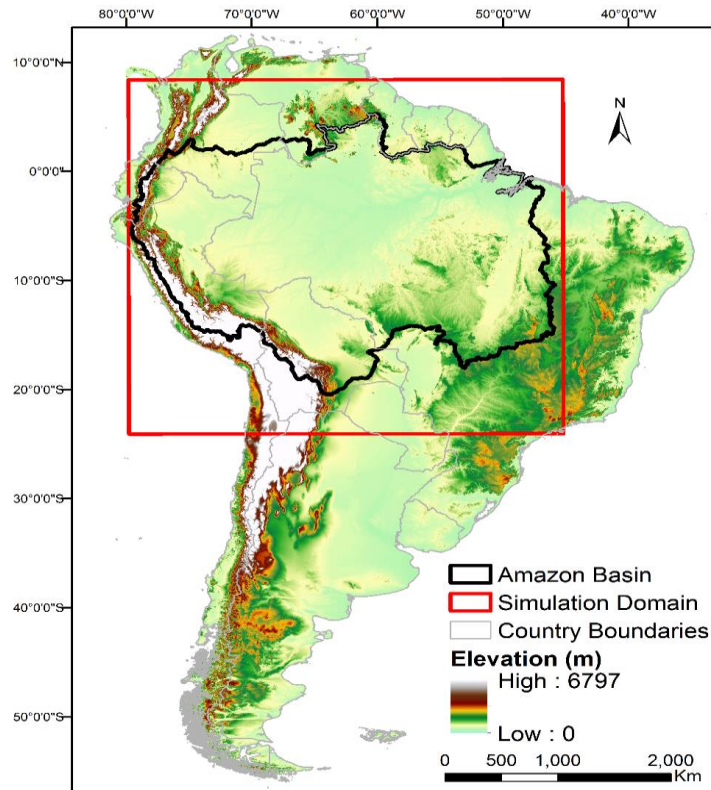 80°0'0"W 70°0'0"W 60°0'0"W 50°0'0"W 40°0'0"W
10°0'0"N
0°0'0"
10°0'0"S
20°0'0"S
30°0'0"S
40°0'0"S
50°0'0"S
N
Amazon Basin
Simulation Domain
Country Boundaries
Elevation (m)
High : 6797
Low : 0
0 500 1,000 2,000
Km